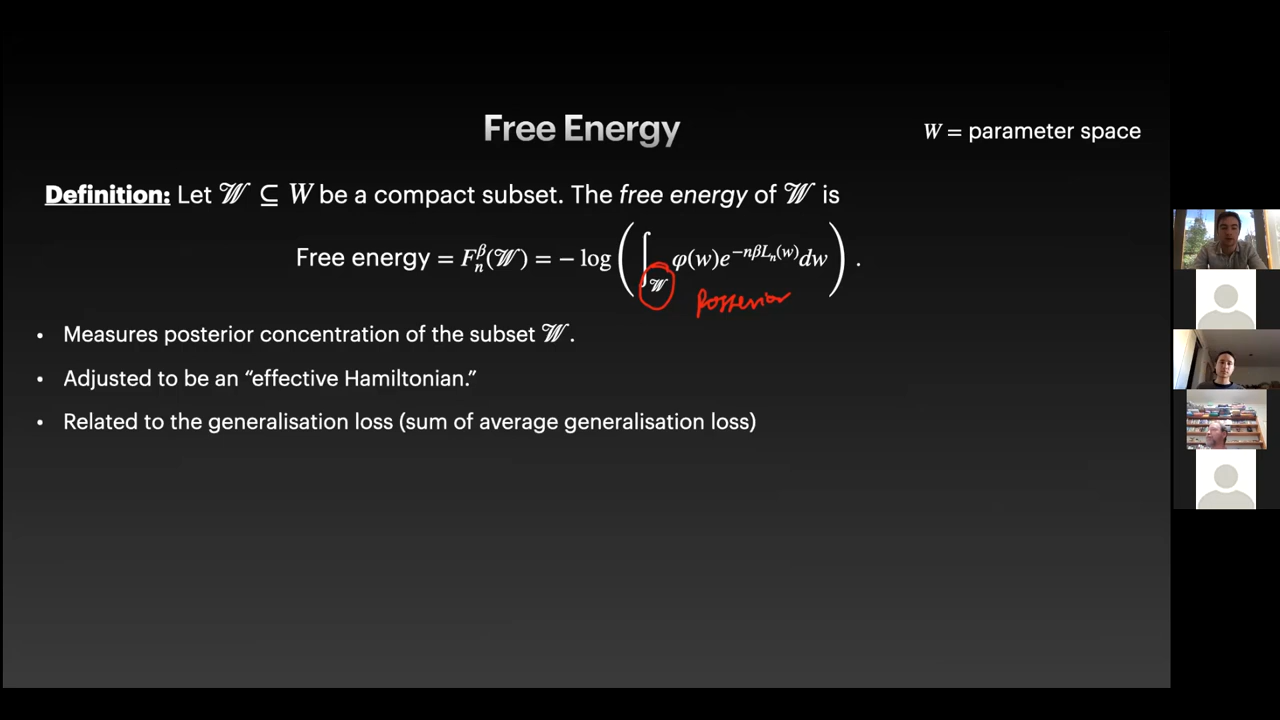 Free Energy
W = parameter space
Definition: Let 𝒲 ⊆ W be a compact subset. The free energy of 𝒲 is
Free energy = F_n^β(𝒲) = − log ( ∫_𝒲 φ(w)e^{−nβL_n(w)}dw ) .
Posterior
• Measures posterior concentration of the subset 𝒲.
• Adjusted to be an “effective Hamiltonian.”
• Related to the generalisation loss (sum of average generalisation loss)